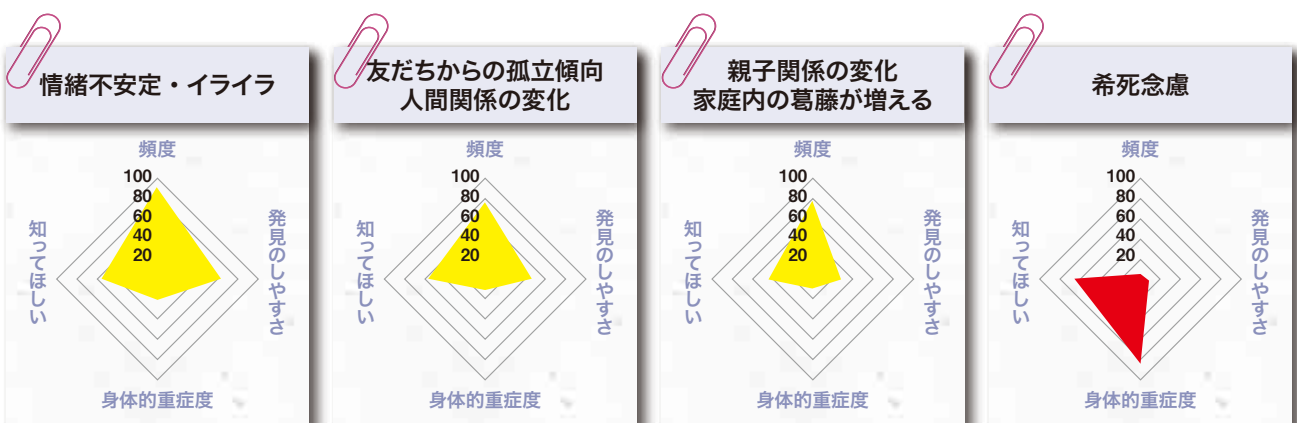 情緒不安定・イライラ
頻度
100
80
60
40
20
知ってほしい
発見のしやすさ
身体的重症度
友だちからの孤立傾向
人間関係の変化
頻度
100
80
60
40
20
知ってほしい
発見のしやすさ
身体的重症度
親子関係の変化
家庭内の葛藤が増える
頻度
100
80
60
40
20
知ってほしい
発見のしやすさ
身体的重症度
希死念慮
頻度
100
80
60
40
20
知ってほしい
発見のしやすさ
身体的重症度